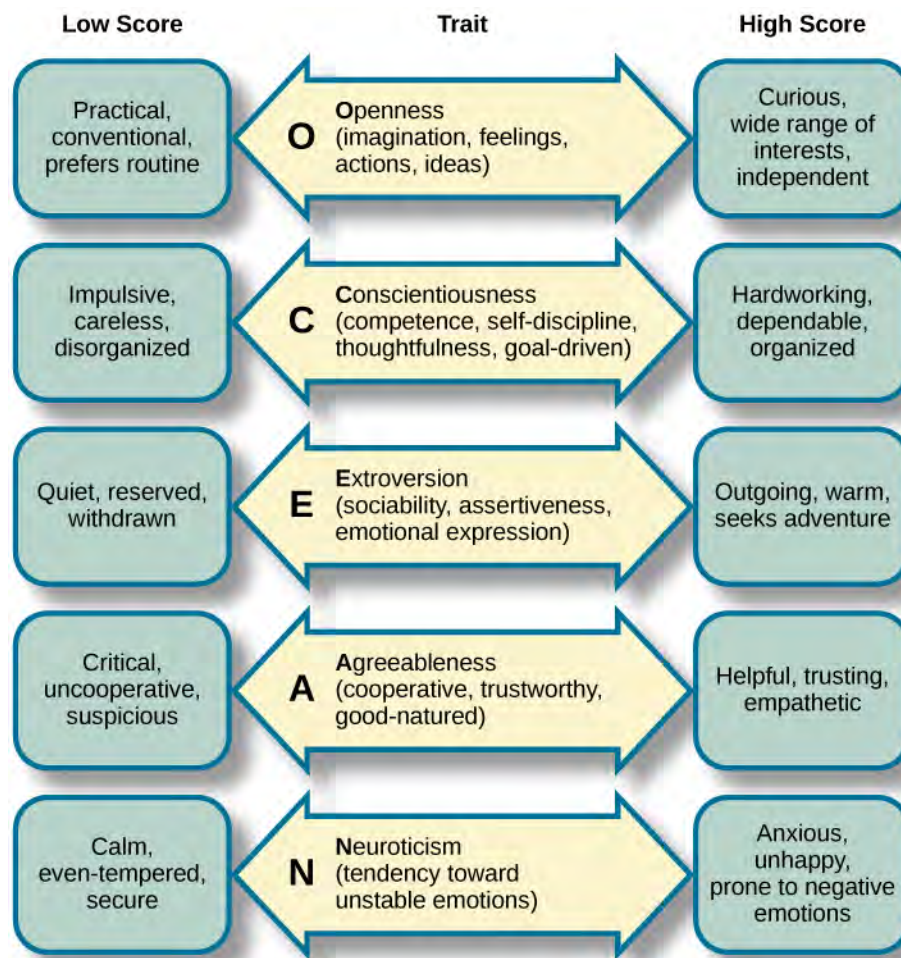 Low Score
Trait
High Score
Practical,
conventional,
prefers routine
O
Openness
(imagination, feelings,
actions, ideas)
Curious,
wide range of
interests,
independent
Impulsive,
careless,
disorganized
C
Conscientiousness
(competence, self-discipline,
thoughtfulness, goal-driven)
Hardworking,
dependable,
organized
Quiet, reserved,
withdrawn
E
Extroversion
(sociability, assertiveness,
emotional expression)
Outgoing, warm,
seeks adventure
Critical,
uncooperative,
suspicious
A
Agreeableness
(cooperative, trustworthy,
good-natured)
Helpful, trusting,
empathetic
Calm,
even-tempered,
secure
N
Neuroticism
(tendency toward
unstable emotions)
Anxious,
unhappy,
prone to negative
emotions